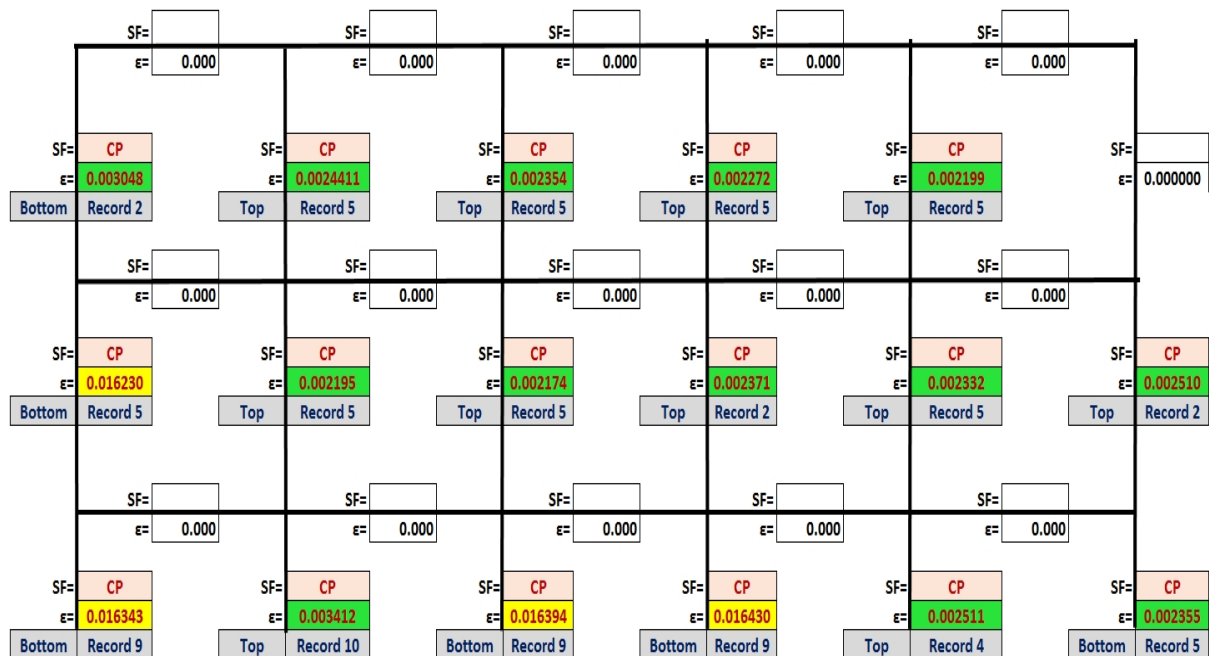 SF= SF= SF= SF= SF=
ε= 0.000 ε= 0.000 ε= 0.000 ε= 0.000 ε= 0.000
SF= CP SF= CP SF= CP SF= CP SF= CP SF=
ε= 0.003048 ε= 0.0024411 ε= 0.002354 ε= 0.002272 ε= 0.002199 ε= 0.000000
Bottom Record 2 Top Record 5 Top Record 5 Top Record 5 Top Record 5
SF= SF= SF= SF= SF=
ε= 0.000 ε= 0.000 ε= 0.000 ε= 0.000 ε= 0.000
SF= CP SF= CP SF= CP SF= CP SF= CP SF= CP
ε= 0.016230 ε= 0.002195 ε= 0.002174 ε= 0.002371 ε= 0.002332 ε= 0.002510
Bottom Record 5 Top Record 5 Top Record 5 Top Record 2 Top Record 5 Top Record 2
SF= SF= SF= SF= SF=
ε= 0.000 ε= 0.000 ε= 0.000 ε= 0.000 ε= 0.000
SF= CP SF= CP SF= CP SF= CP SF= CP SF= CP
ε= 0.016343 ε= 0.003412 ε= 0.016394 ε= 0.016430 ε= 0.002511 ε= 0.002355
Bottom Record 9 Top Record 10 Bottom Record 9 Bottom Record 9 Top Record 4 Bottom Record 5